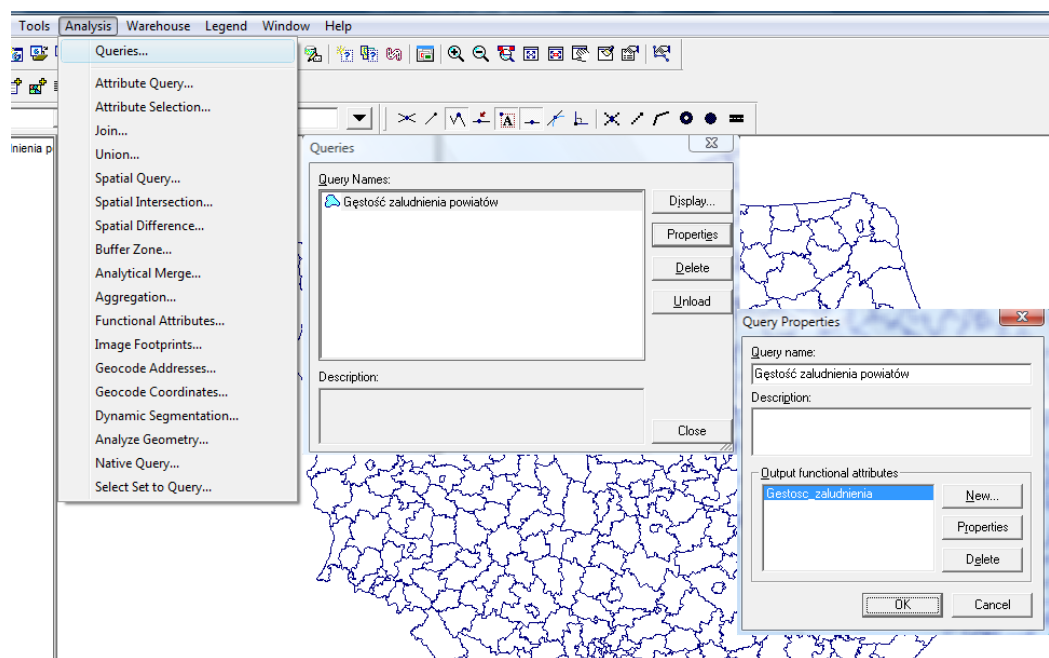 Tools Analysis Warehouse Legend Window Help
Queries...
Attribute Query...
Attribute Selection...
Join...
Union...
Spatial Query...
Spatial Intersection...
Spatial Difference...
Buffer Zone...
Analytical Merge...
Aggregation...
Functional Attributes...
Image Footprints...
Geocode Addresses...
Geocode Coordinates...
Dynamic Segmentation...
Analyze Geometry...
Native Query...
Select Set to Query...
Queries
Query Names:
Gęstość zaludnienia powiatów
Display...
Properties
Delete
Unload
Description:
Close
Query Properties
Query name:
Gęstość zaludnienia powiatów
Description:
Output functional attributes
Gestosc_zaludnienia
New...
Properties
Delete
OK Cancel